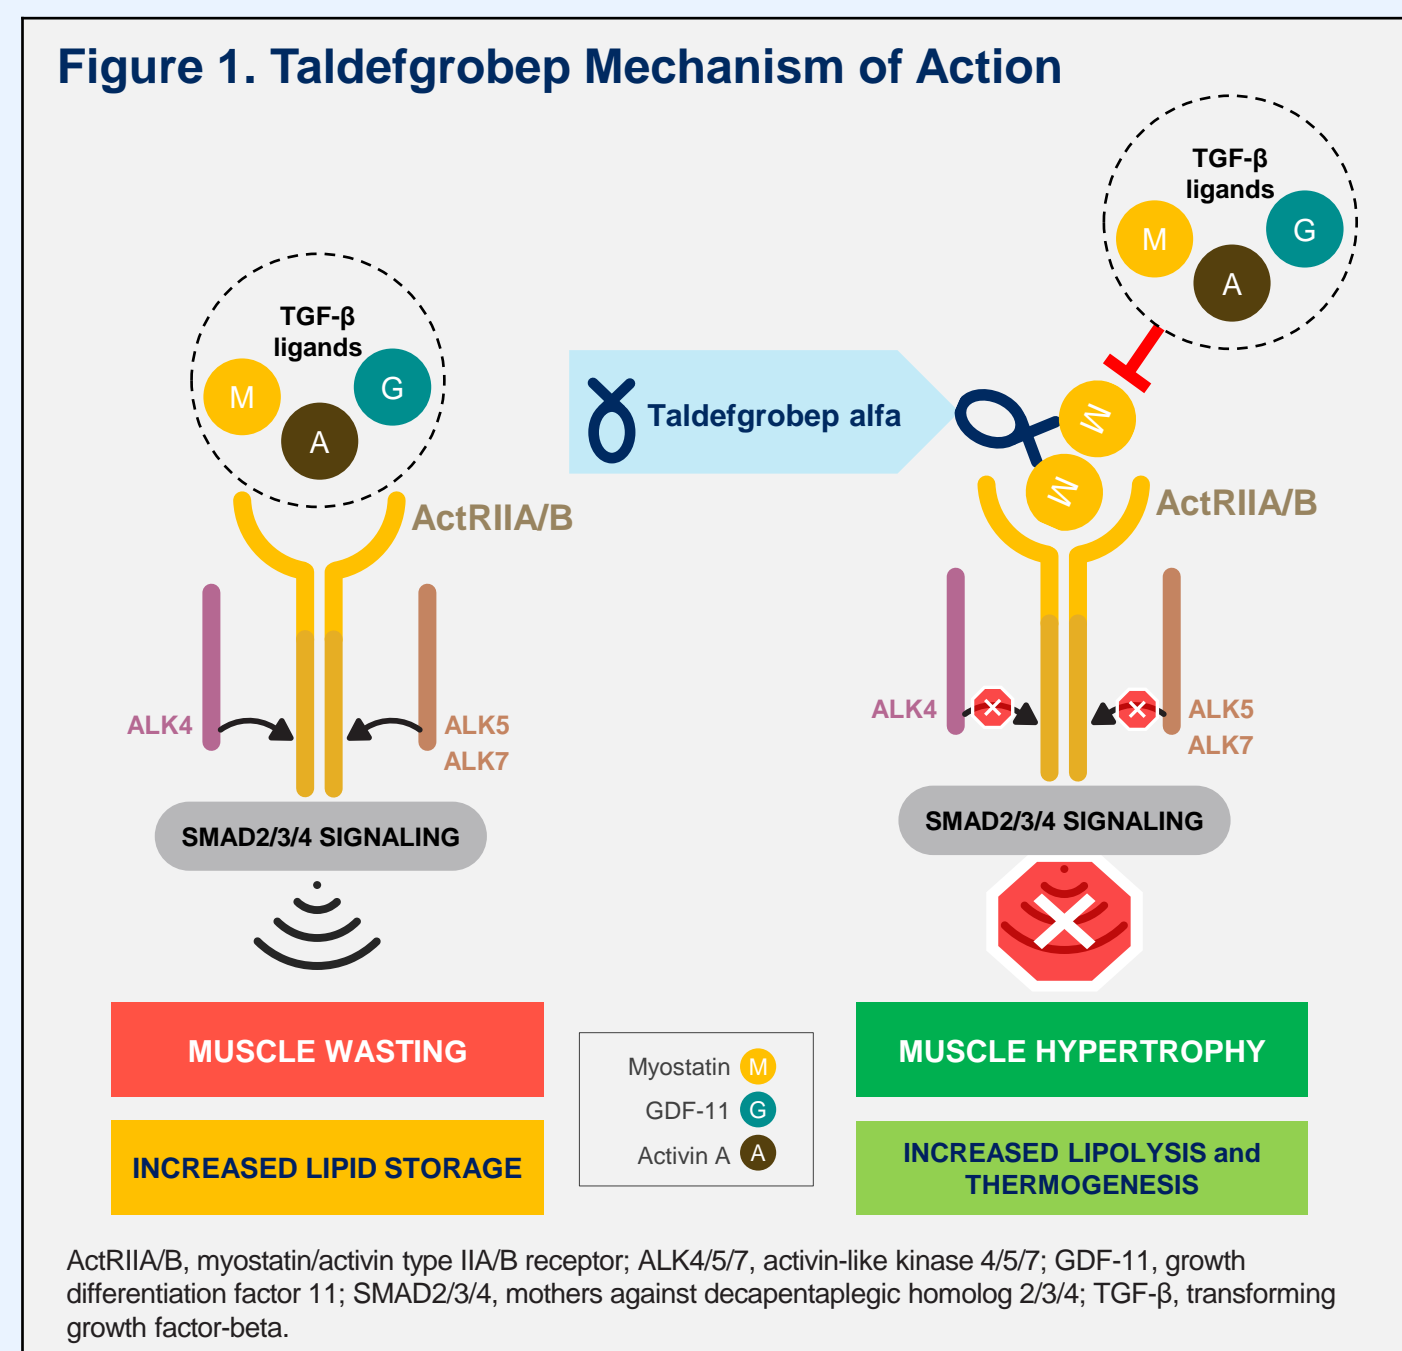 Figure 1. Taldefgrobep Mechanism of Action
TGF-β
ligands
M
G
A
ActRIIA/B
ALK4
ALK5
ALK7
SMAD2/3/4 SIGNALING
MUSCLE WASTING
INCREASED LIPID STORAGE
Taldefgrobep alfa
TGF-β
ligands
M
G
A
M
M
ActRIIA/B
ALK4
ALK5
ALK7
SMAD2/3/4 SIGNALING
MUSCLE HYPERTROPHY
INCREASED LIPOLYSIS and
THERMOGENESIS
Myostatin M
GDF-11 G
Activin A A
ActRIIA/B, myostatin/activin type IIA/B receptor; ALK4/5/7, activin-like kinase 4/5/7; GDF-11, growth
differentiation factor 11; SMAD2/3/4, mothers against decapentaplegic homolog 2/3/4; TGF-β, transforming
growth factor-beta.